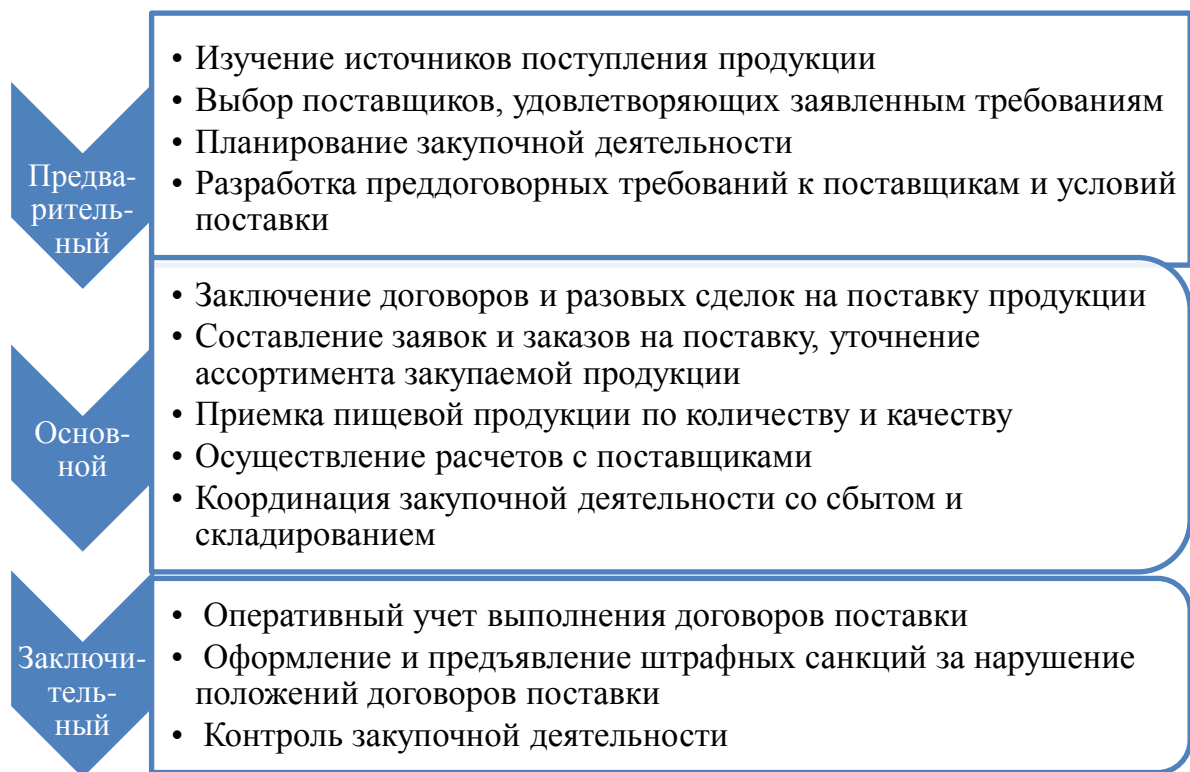 Предва-
ритель-
ный
• Изучение источников поступления продукции
• Выбор поставщиков, удовлетворяющих заявленным требованиям
• Планирование закупочной деятельности
• Разработка преддоговорных требований к поставщикам и условий
поставки
Основ-
ной
• Заключение договоров и разовых сделок на поставку продукции
• Составление заявок и заказов на поставку, уточнение
ассортимента закупаемой продукции
• Приемка пищевой продукции по количеству и качеству
• Осуществление расчетов с поставщиками
• Координация закупочной деятельности со сбытом и
складированием
Заключи-
тель-
ный
• Оперативный учет выполнения договоров поставки
• Оформление и предъявление штрафных санкций за нарушение
положений договоров поставки
• Контроль закупочной деятельности